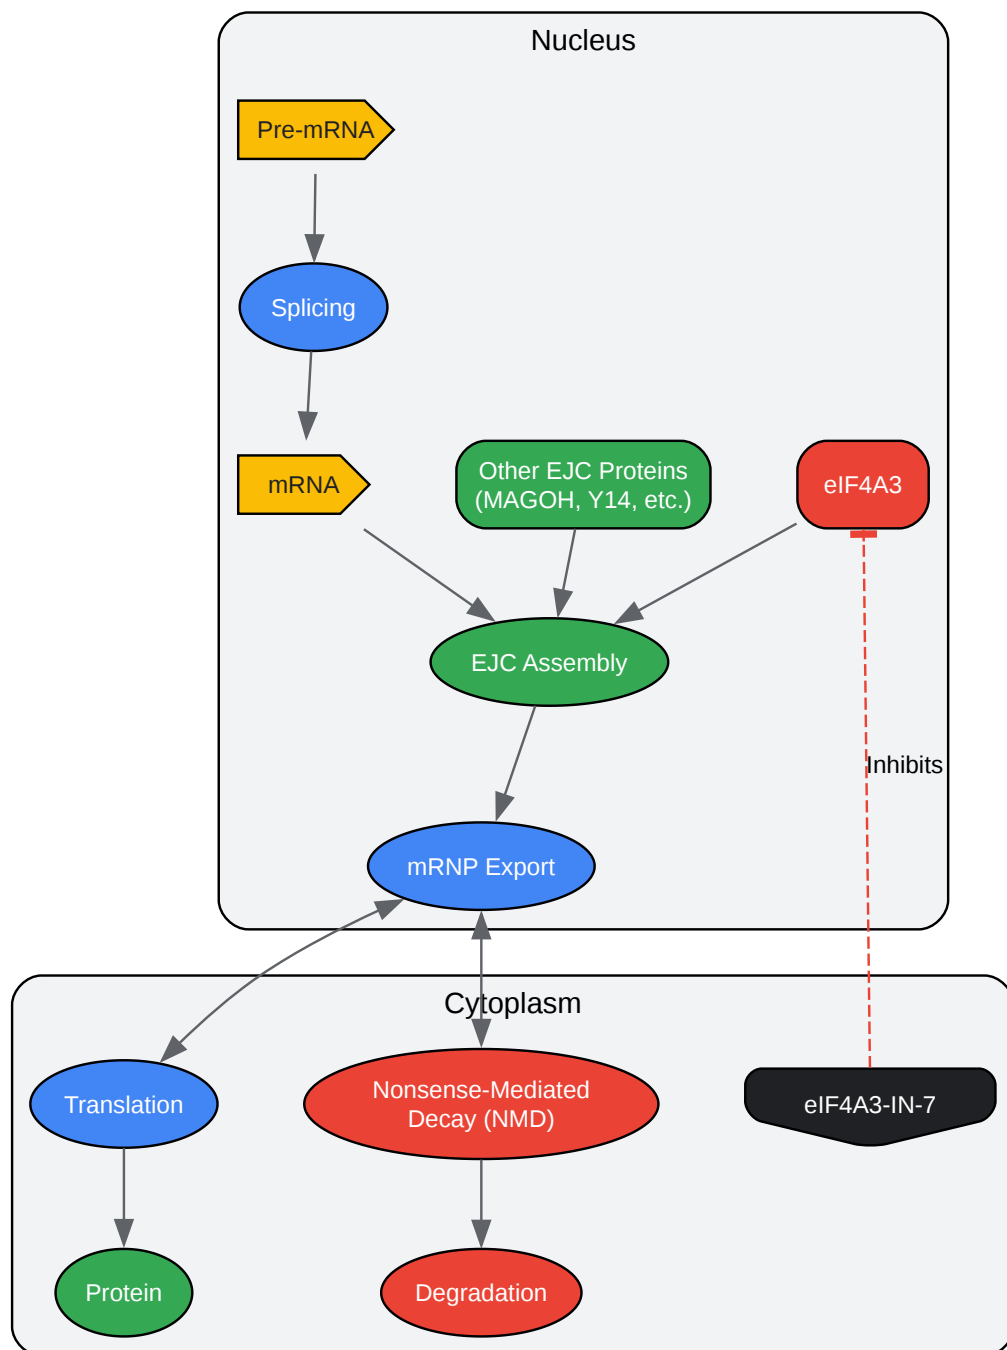 Nucleus
Pre-mRNA
Splicing
mRNA
Other EJC Proteins
(MAGOH, Y14, etc.)
eIF4A3
EJC Assembly
Inhibits
mRNP Export
Cytoplasm
Translation
Nonsense-Mediated
Decay (NMD)
eIF4A3-IN-7
Protein
Degradation